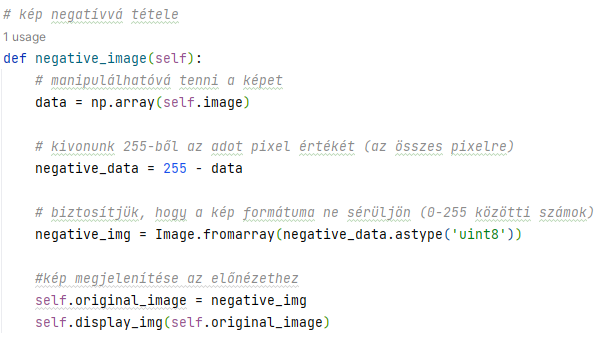 # kép negatívvá tétele
1 usage
def negative_image(self):
# manipulálhatóvá tenni a képet
data = np.array(self.image)
# kivonunk 255-ből az adot pixel értékét (az összes pixelre)
negative_data = 255 - data
# biztosítjük, hogy a kép formátuma ne sérüljön (0-255 közötti számok)
negative_img = Image.fromarray(negative_data.astype('uint8'))
#kép megjelenítése az előnézethez
self.original_image = negative_img
self.display_img(self.original_image)